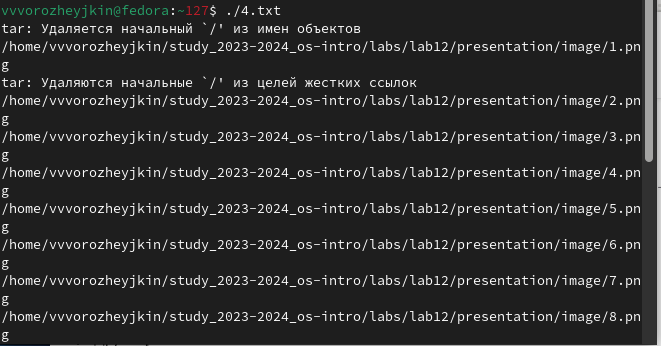 vvvorozheyjkin@fedora:~127$ ./4.txt
tar: Удаляется начальный `/' из имен объектов
/home/vvvorozheyjkin/study_2023-2024_os-intro/labs/lab12/presentation/image/1.pn
g
tar: Удаляются начальные `/' из целей жестких ссылок
/home/vvvorozheyjkin/study_2023-2024_os-intro/labs/lab12/presentation/image/2.pn
g
/home/vvvorozheyjkin/study_2023-2024_os-intro/labs/lab12/presentation/image/3.pn
g
/home/vvvorozheyjkin/study_2023-2024_os-intro/labs/lab12/presentation/image/4.pn
g
/home/vvvorozheyjkin/study_2023-2024_os-intro/labs/lab12/presentation/image/5.pn
g
/home/vvvorozheyjkin/study_2023-2024_os-intro/labs/lab12/presentation/image/6.pn
g
/home/vvvorozheyjkin/study_2023-2024_os-intro/labs/lab12/presentation/image/7.pn
g
/home/vvvorozheyjkin/study_2023-2024_os-intro/labs/lab12/presentation/image/8.pn
g